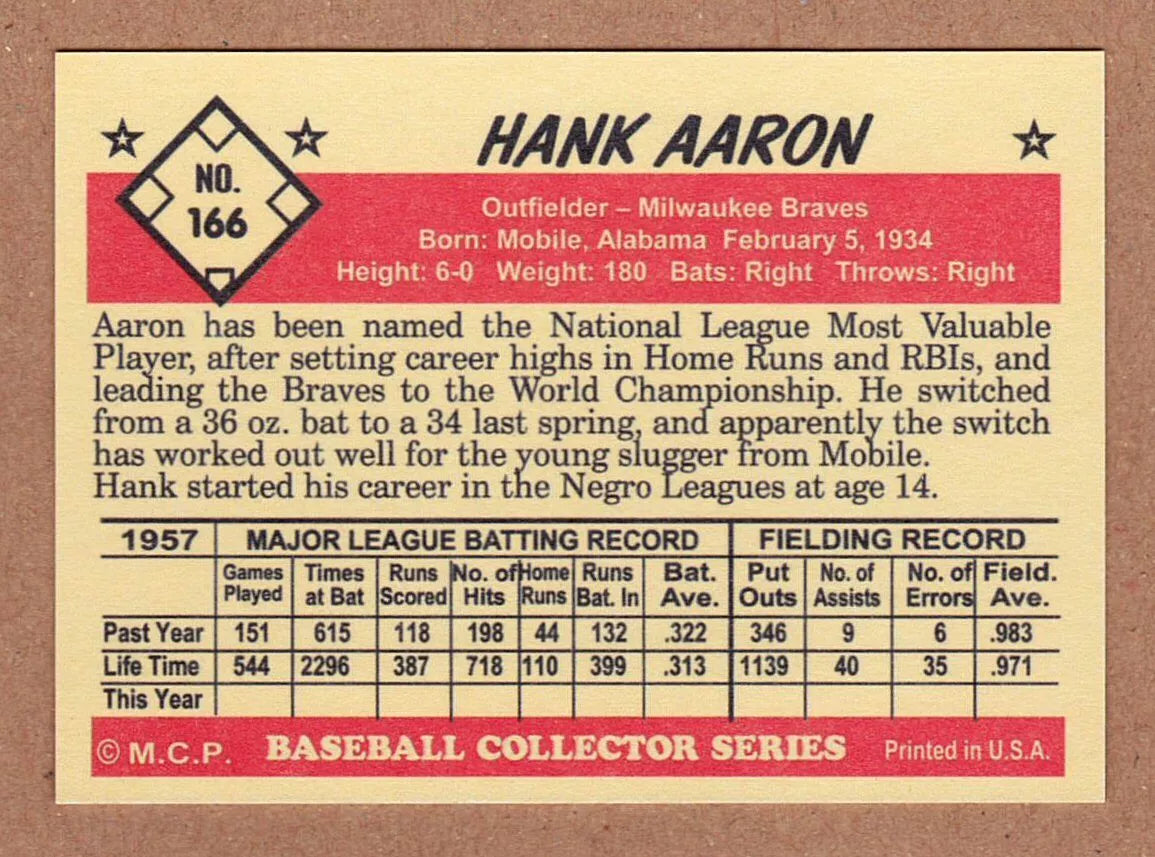 HANK AARON
NO.
166
Outfielder – Milwaukee Braves
Born: Mobile, Alabama February 5, 1934
Height: 6-0 Weight: 180 Bats: Right Throws: Right
Aaron has been named the National League Most Valuable
Player, after setting career highs in Home Runs and RBIs, and
leading the Braves to the World Championship. He switched
from a 36 oz. bat to a 34 last spring, and apparently the switch
has worked out well for the young slugger from Mobile.
Hank started his career in the Negro Leagues at age 14.
1957 MAJOR LEAGUE BATTING RECORD FIELDING RECORD
Games Times Runs No. of Home Runs Bat. Put No. of No. of Field.
Played at Bat Scored Hits Runs Bat. In Ave. Outs Assists Errors Ave.
Past Year 151 615 118 198 44 132 .322 346 9 6 .983
Life Time 544 2296 387 718 110 399 .313 1139 40 35 .971
This Year
© M.C.P. BASEBALL COLLECTOR SERIES Printed in U.S.A.